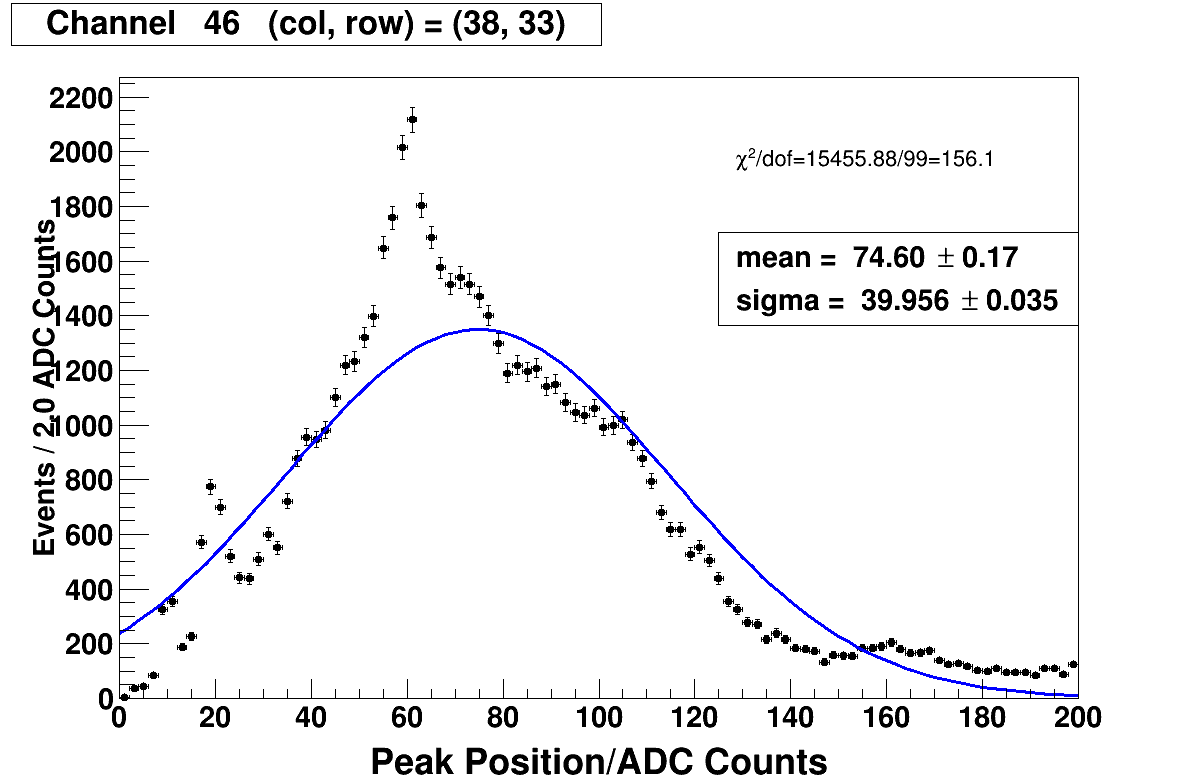 Channel 46 (col, row) = (38, 33)
2200
2000
1800
1600
1400
1200
1000
800
600
400
200
0
Events / 2.0 ADC Counts
χ²/dof=15455.88/99=156.1
mean = 74.60 ± 0.17
sigma = 39.956 ± 0.035
0 20 40 60 80 100 120 140 160 180 200
Peak Position/ADC Counts